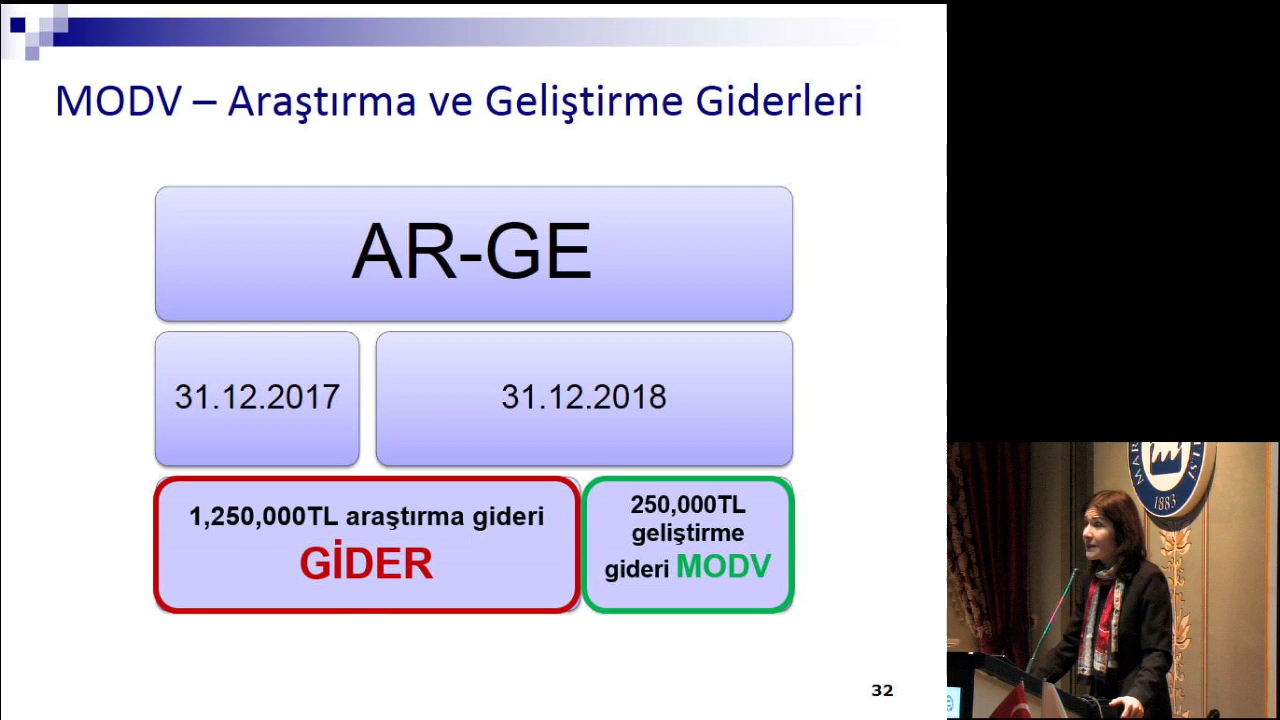 MODV – Araştırma ve Geliştirme Giderleri
AR-GE
31.12.2017
31.12.2018
1,250,000TL araştırma gideri
GİDER
250,000TL
geliştirme
gideri MODV
32
1883